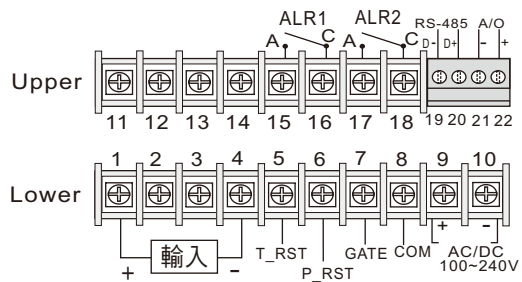 ALR1 ALR2 RS-485 A/O
A C A C D- D+ - +
Upper
11 12 13 14 15 16 17 18 19 20 21 22
1 2 3 4 5 6 7 8 9 10
Lower
+ 輸入 - T_RST P_RST GATE COM + - AC/DC
100~240V